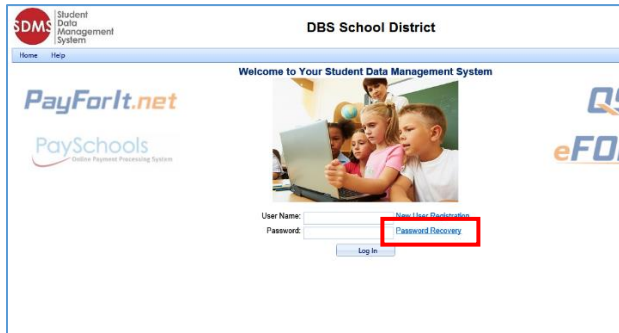 SDMS Student
Data
Management
System
DBS School District
Home Help
Welcome to Your Student Data Management System
PayForIt.net
PaySchools
Online Payment Processing System
User Name:
New User Registration
Password:
Password Recovery
Log In